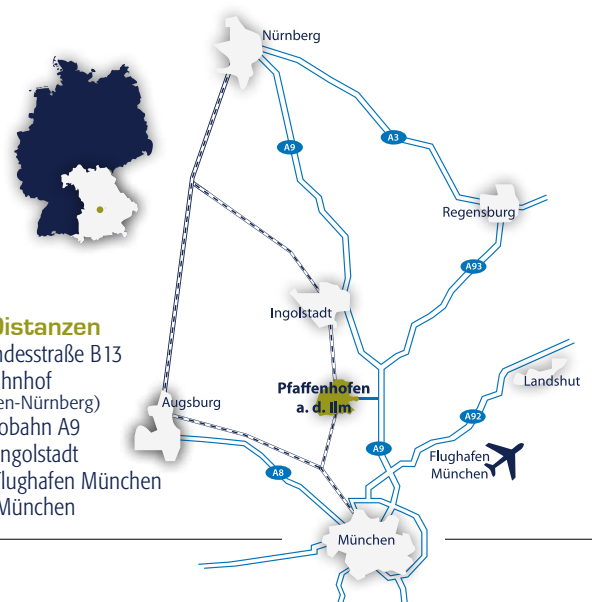 Nürnberg
A9
A3
Regensburg
A93
Ingolstadt
Distanzen
ndesstraße B13
hnhof
en-Nürnberg)
obahn A9
ngolstadt
Flughafen München
München
Augsburg
Pfaffenhofen
a. d. Ilm
Landshut
A92
A9
Flughafen
München
A8
München